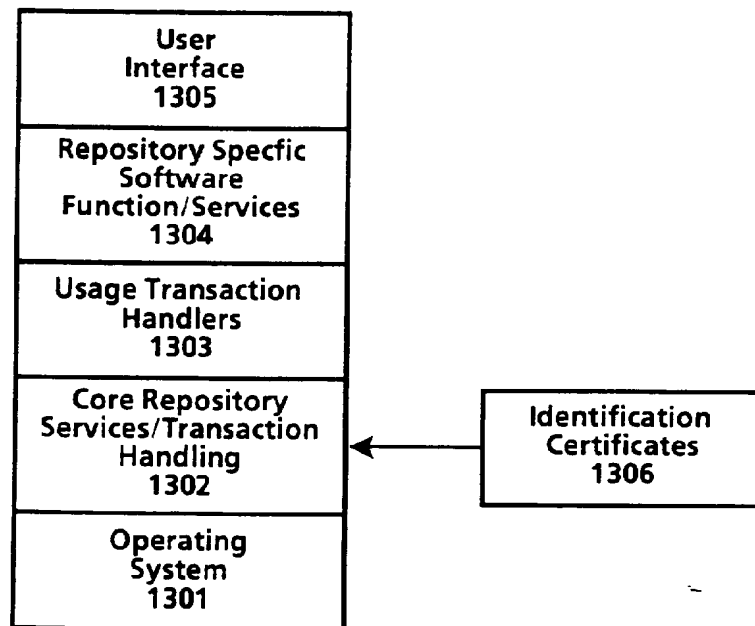 User
Interface
1305
Repository Specfic
Software
Function/Services
1304
Usage Transaction
Handlers
1303
Core Repository
Services/Transaction
Handling
1302
Identification
Certificates
1306
Operating
System
1301